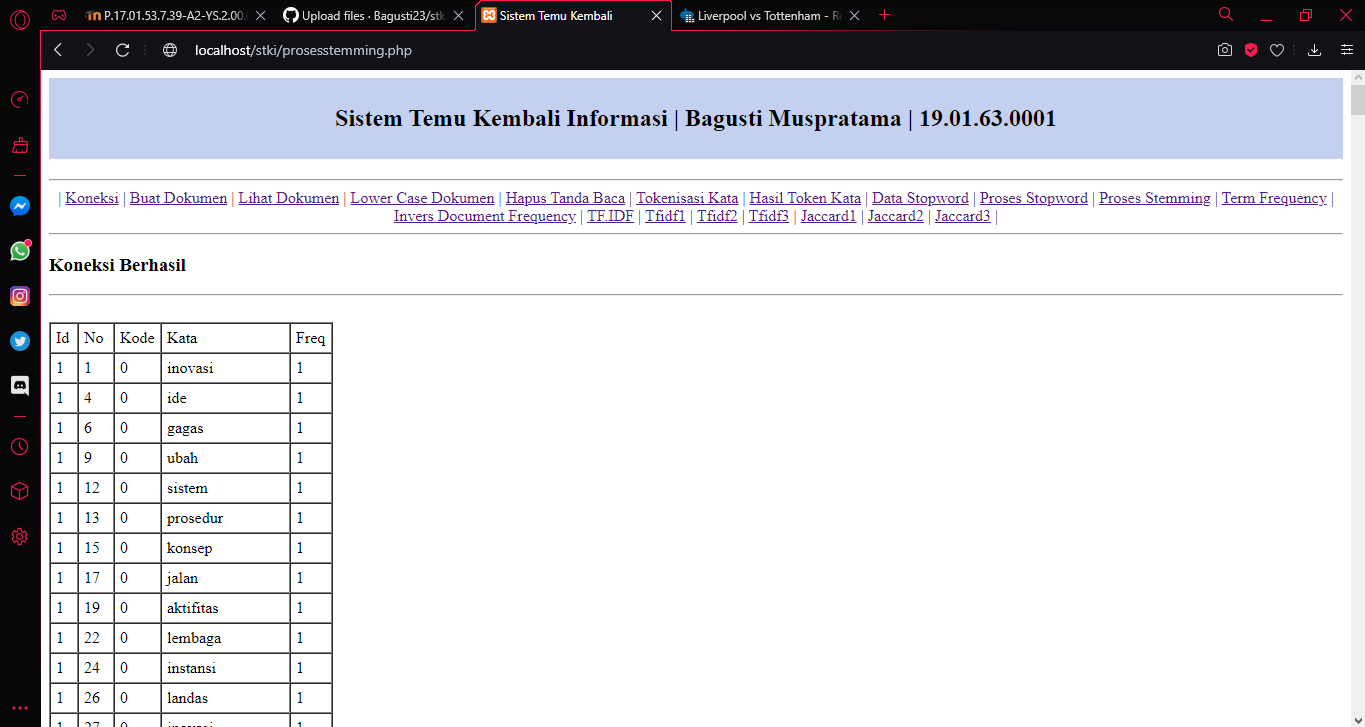 P.17.01.53.7.39-A2-YS.2.00. Upload files · Bagusti23/stk Sistem Temu Kembali Liverpool vs Tottenham - R
localhost/stki/prosesstemming.php
Sistem Temu Kembali Informasi | Bagusti Muspratama | 19.01.63.0001
| Koneksi | Buat Dokumen | Lihat Dokumen | Lower Case Dokumen | Hapus Tanda Baca | Tokenisasi Kata | Hasil Token Kata | Data Stopword | Proses Stopword | Proses Stemming | Term Frequency |
Invers Document Frequency | TF.IDF | Tfidf1 | Tfidf2 | Tfidf3 | Jaccard1 | Jaccard2 | Jaccard3 |
Koneksi Berhasil
Id No Kode Kata Freq
1 1 0 inovasi 1
1 4 0 ide 1
1 6 0 gagas 1
1 9 0 ubah 1
1 12 0 sistem 1
1 13 0 prosedur 1
1 15 0 konsep 1
1 17 0 jalan 1
1 19 0 aktifitas 1
1 22 0 lembaga 1
1 24 0 instansi 1
1 26 0 landas 1
1 27 0 inovasi 1